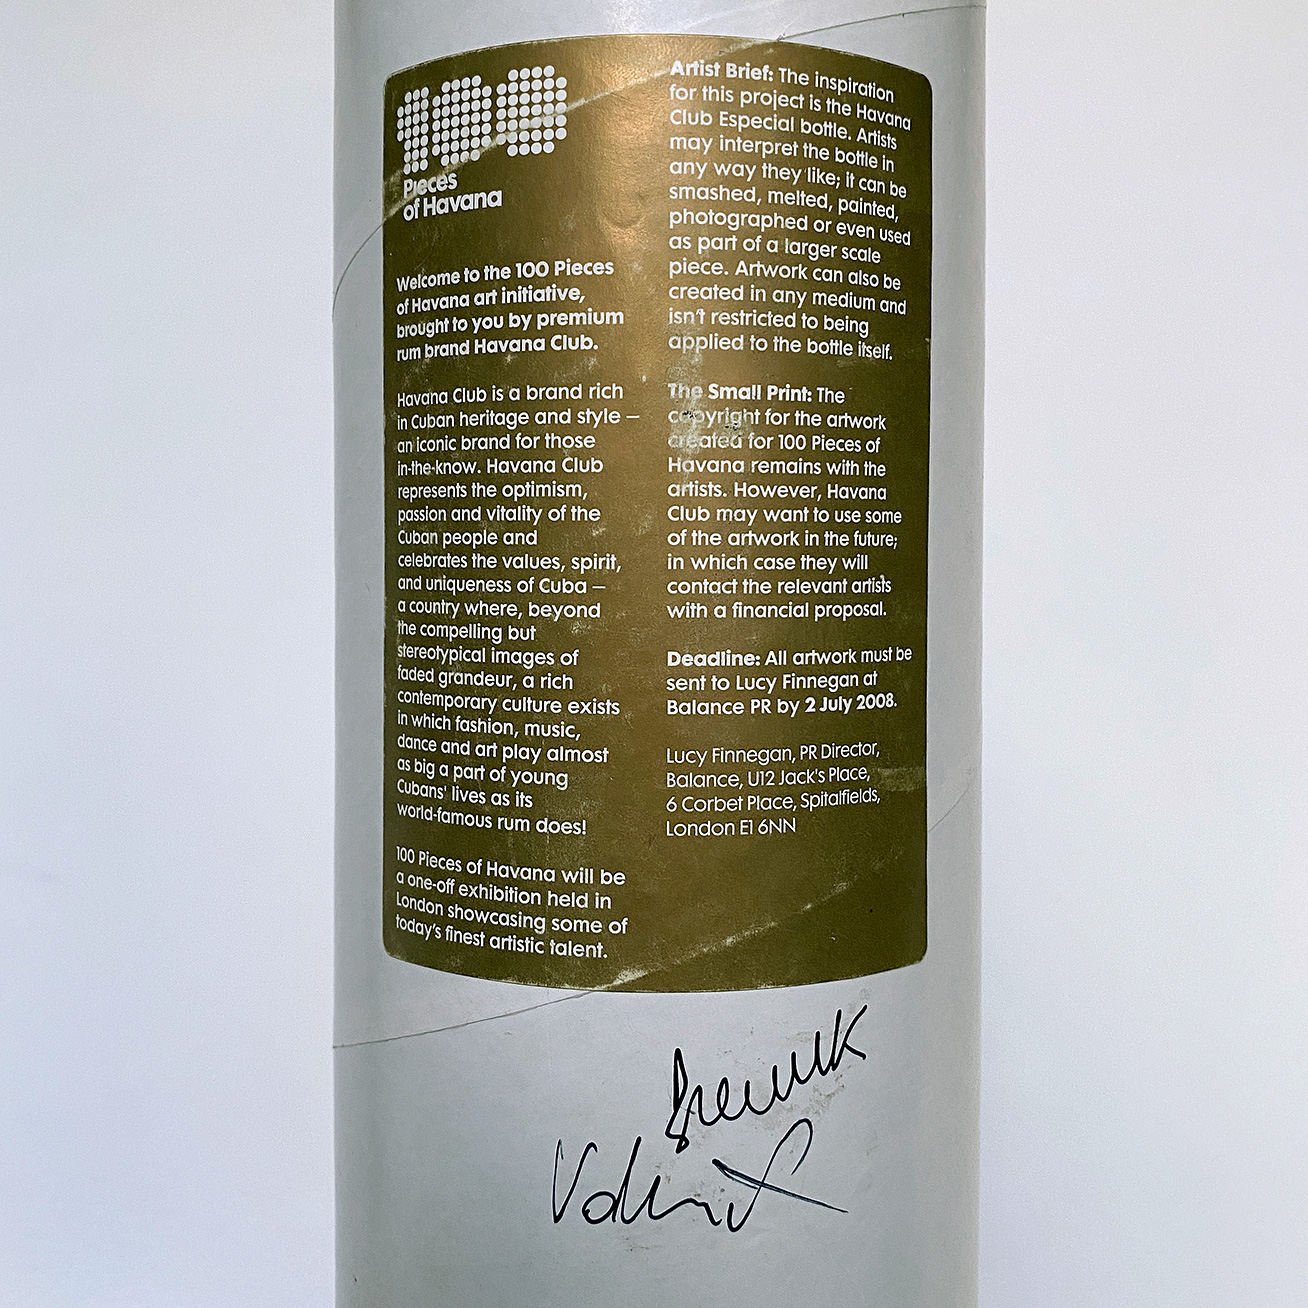 100
Pieces
of Havana
Welcome to the 100 Pieces
of Havana art initiative,
brought to you by premium
rum brand Havana Club.
Havana Club is a brand rich
in Cuban heritage and style –
an iconic brand for those
in-the-know. Havana Club
represents the optimism,
passion and vitality of the
Cuban people and
celebrates the values, spirit,
and uniqueness of Cuba –
a country where, beyond
the compelling but
stereotypical images of
faded grandeur, a rich
contemporary culture exists
in which fashion, music,
dance and art play almost
as big a part of young
Cubans' lives as its
world-famous rum does!
100 Pieces of Havana will be
a one-off exhibition held in
London showcasing some of
today's finest artistic talent.
Artist Brief: The inspiration
for this project is the Havana
Club Especial bottle. Artists
may interpret the bottle in
any way they like; it can be
smashed, melted, painted,
photographed or even used
as part of a larger scale
piece. Artwork can also be
created in any medium and
isn't restricted to being
applied to the bottle itself.
The Small Print: The
copyright for the artwork
created for 100 Pieces of
Havana remains with the
artists. However, Havana
Club may want to use some
of the artwork in the future;
in which case they will
contact the relevant artists
with a financial proposal.
Deadline: All artwork must be
sent to Lucy Finnegan at
Balance PR by 2 July 2008.
Lucy Finnegan, PR Director,
Balance, U12 Jack's Place,
6 Corbet Place, Spitalfields,
London E1 6NN